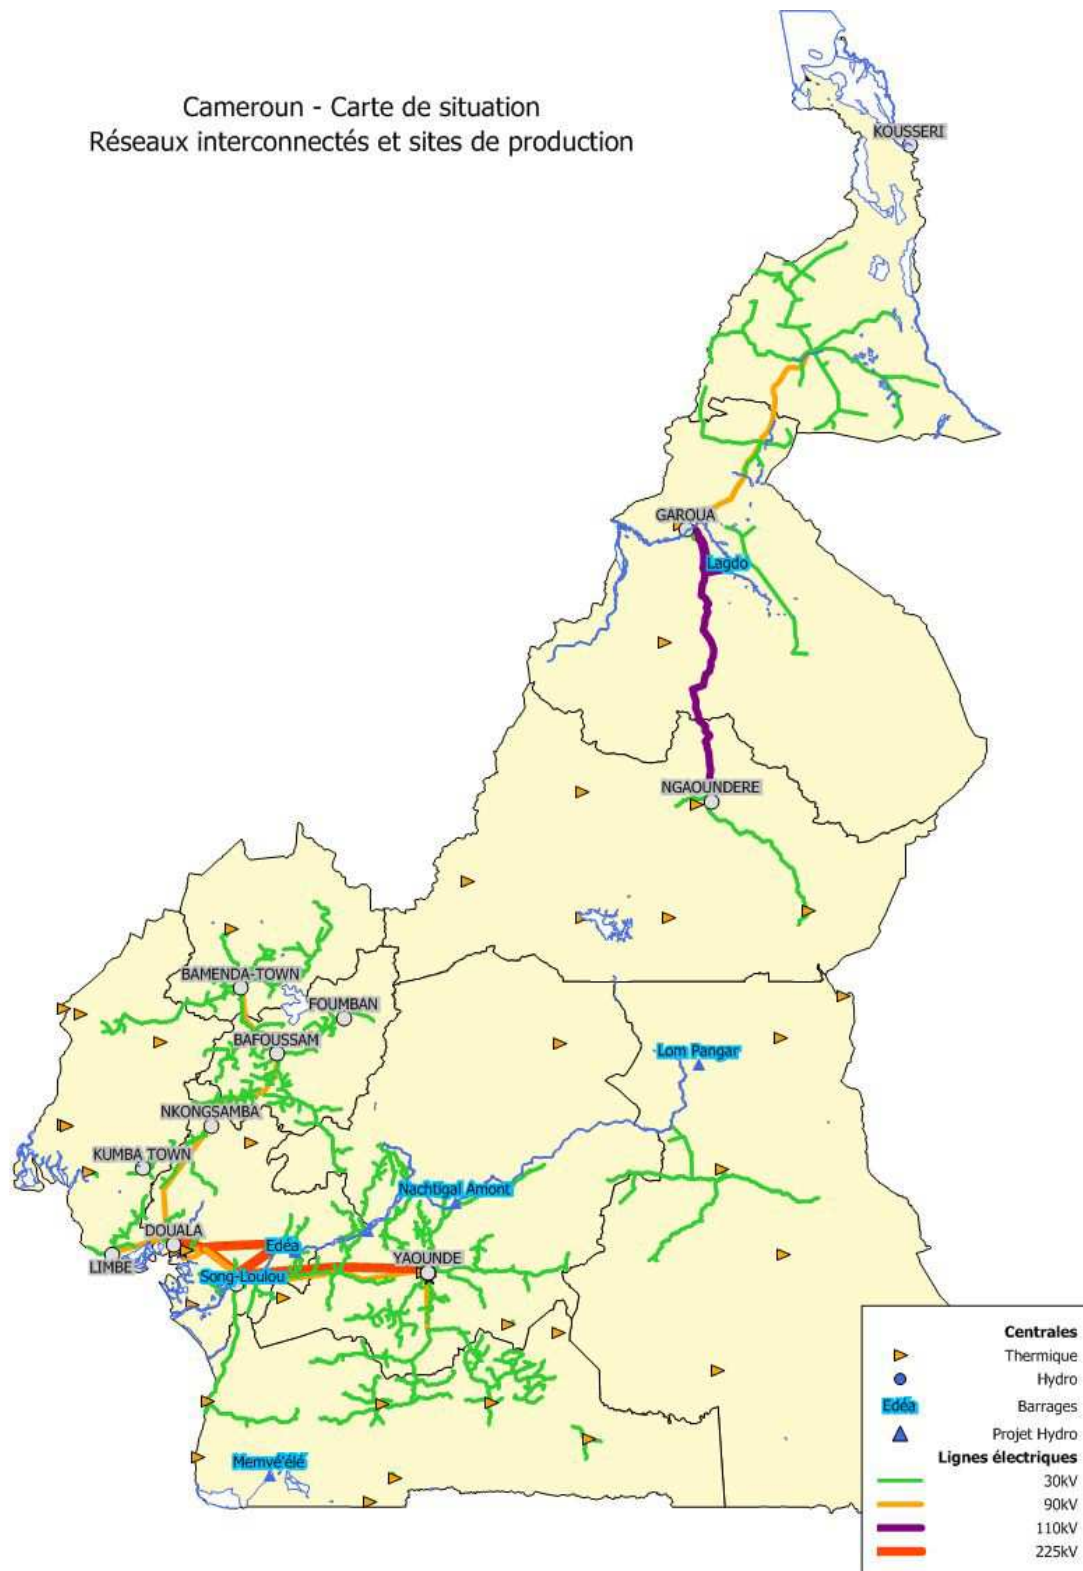 Cameroun - Carte de situation
Réseaux interconnectés et sites de production
KOUSSERI
GAROUA
Lagdo
NGAOUNDERE
BAMENDA-TOWN
FOUMBAN
BAFOUSSAM
Lom Pangar
NKONGSAMBA
KUMBA TOWN
Nachtigal Amont
DOUALA
Edéa
YAOUNDE
LIMBE
Song-Loulou
Memvé'élé
Centrales
Thermique
Hydro
Edéa Barrages
Projet Hydro
Lignes électriques
30kV
90kV
110kV
225kV